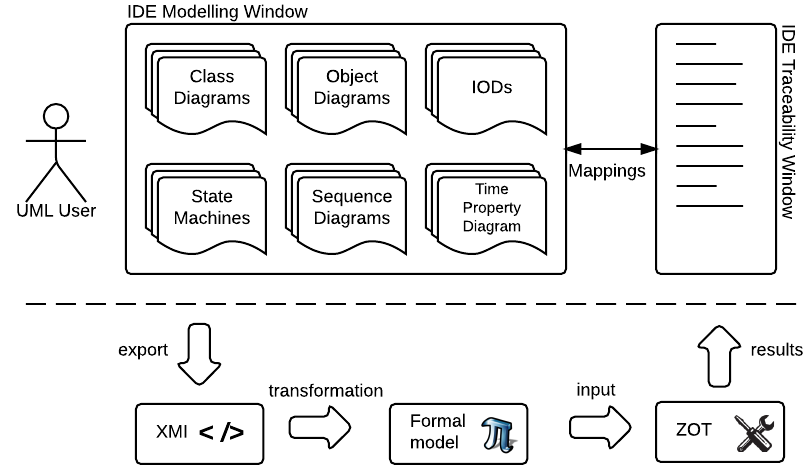 IDE Modelling Window
Class
Diagrams
Object
Diagrams
IODs
State
Machines
Sequence
Diagrams
Time
Property
Diagram
UML User
Mappings
IDE Traceability Window
export
results
transformation
input
XMI </>
Formal
model
π
ZOT